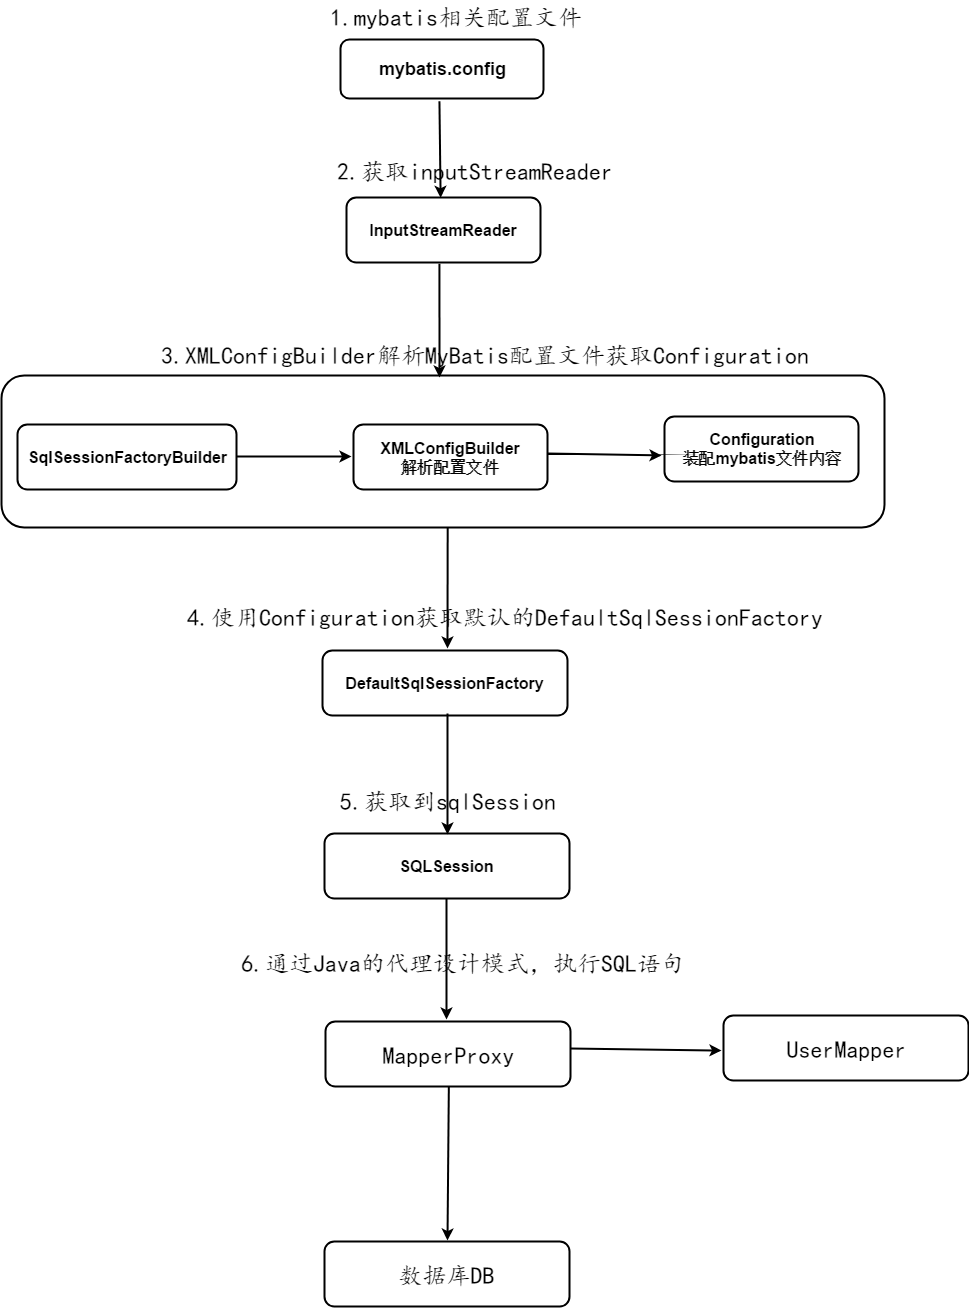 1.mybatis相关配置文件
mybatis.config
2.获取inputStreamReader
InputStreamReader
3.XMLConfigBuilder解析MyBatis配置文件获取Configuration
SqlSessionFactoryBuilder
XMLConfigBuilder
解析配置文件
Configuration
装配mybatis文件内容
4.使用Configuration获取默认的DefaultSqlSessionFactory
DefaultSqlSessionFactory
5.获取到sqlSession
SQLSession
6.通过Java的代理设计模式，执行SQL语句
MapperProxy
UserMapper
数据库DB